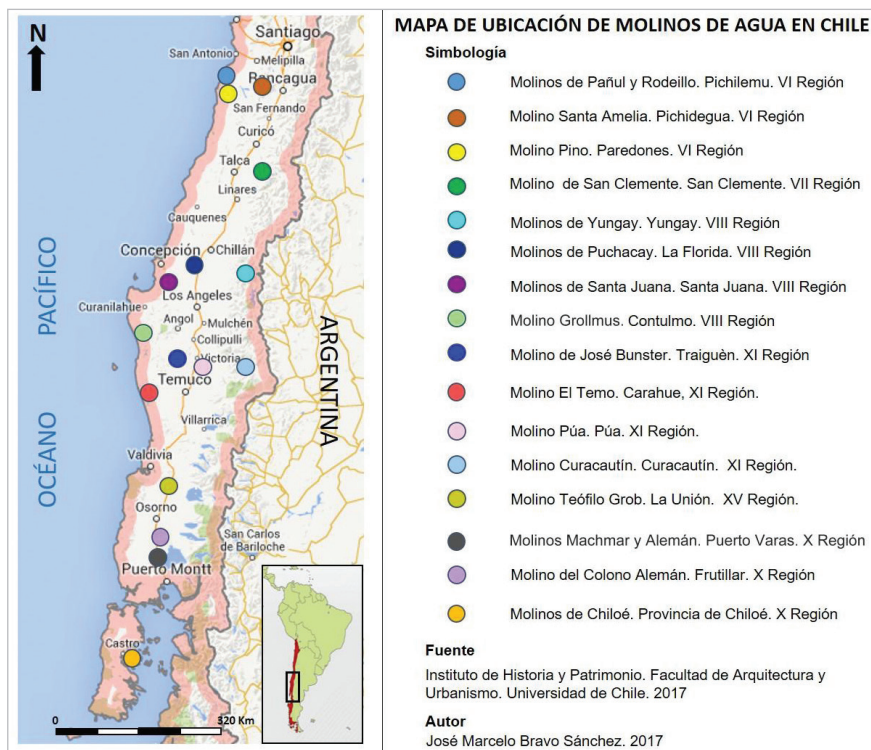 N
Santiago
San Antonio
Melipilla
Rancagua
San Fernando
Curicó
Talca
Linares
Cauquenes
Concepción
Chillán
Los Angeles
Curanilahue
Angol
Mulchén
Collipulli
Victoria
Temuco
Villarrica
Valdivia
Osorno
San Carlos
de Bariloche
Puerto Montt
Castro
OCÉANO PACÍFICO
ARGENTINA
0 320 Km
MAPA DE UBICACIÓN DE MOLINOS DE AGUA EN CHILE
Simbología
Molinos de Pañul y Rodeillo. Pichilemu. VI Región
Molino Santa Amelia. Pichidegua. VI Región
Molino Pino. Paredones. VI Región
Molino de San Clemente. San Clemente. VII Región
Molinos de Yungay. Yungay. VIII Región
Molinos de Puchacay. La Florida. VIII Región
Molinos de Santa Juana. Santa Juana. VIII Región
Molino Grollmus. Contulmo. VIII Región
Molino de José Bunster. Traiguèn. XI Región
Molino El Temo. Carahue, XI Región.
Molino Púa. Púa. XI Región.
Molino Curacautín. Curacautín. XI Región.
Molino Teófilo Grob. La Unión. XV Región.
Molinos Machmar y Alemán. Puerto Varas. X Región
Molino del Colono Alemán. Frutillar. X Región
Molinos de Chiloé. Provincia de Chiloé. X Región
Fuente
Instituto de Historia y Patrimonio. Facultad de Arquitectura y
Urbanismo. Universidad de Chile. 2017
Autor
José Marcelo Bravo Sánchez. 2017